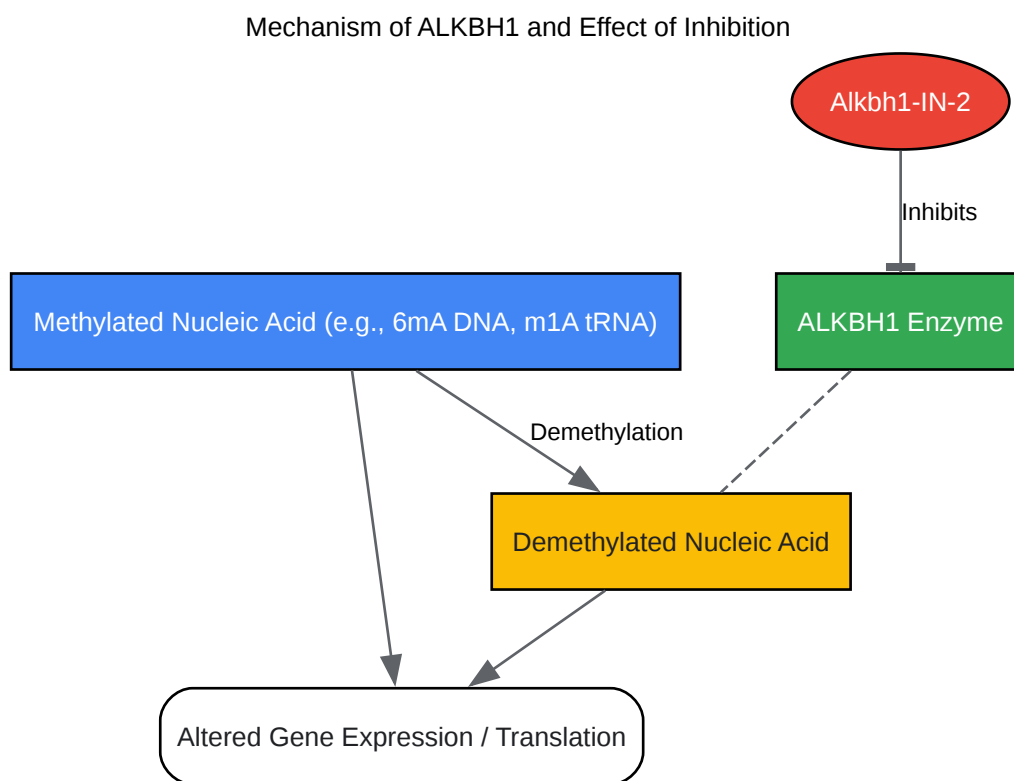 Mechanism of ALKBH1 and Effect of Inhibition
Alkbh1-IN-2
Inhibits
Methylated Nucleic Acid (e.g., 6mA DNA, m1A tRNA)
ALKBH1 Enzyme
Demethylation
Demethylated Nucleic Acid
Altered Gene Expression / Translation